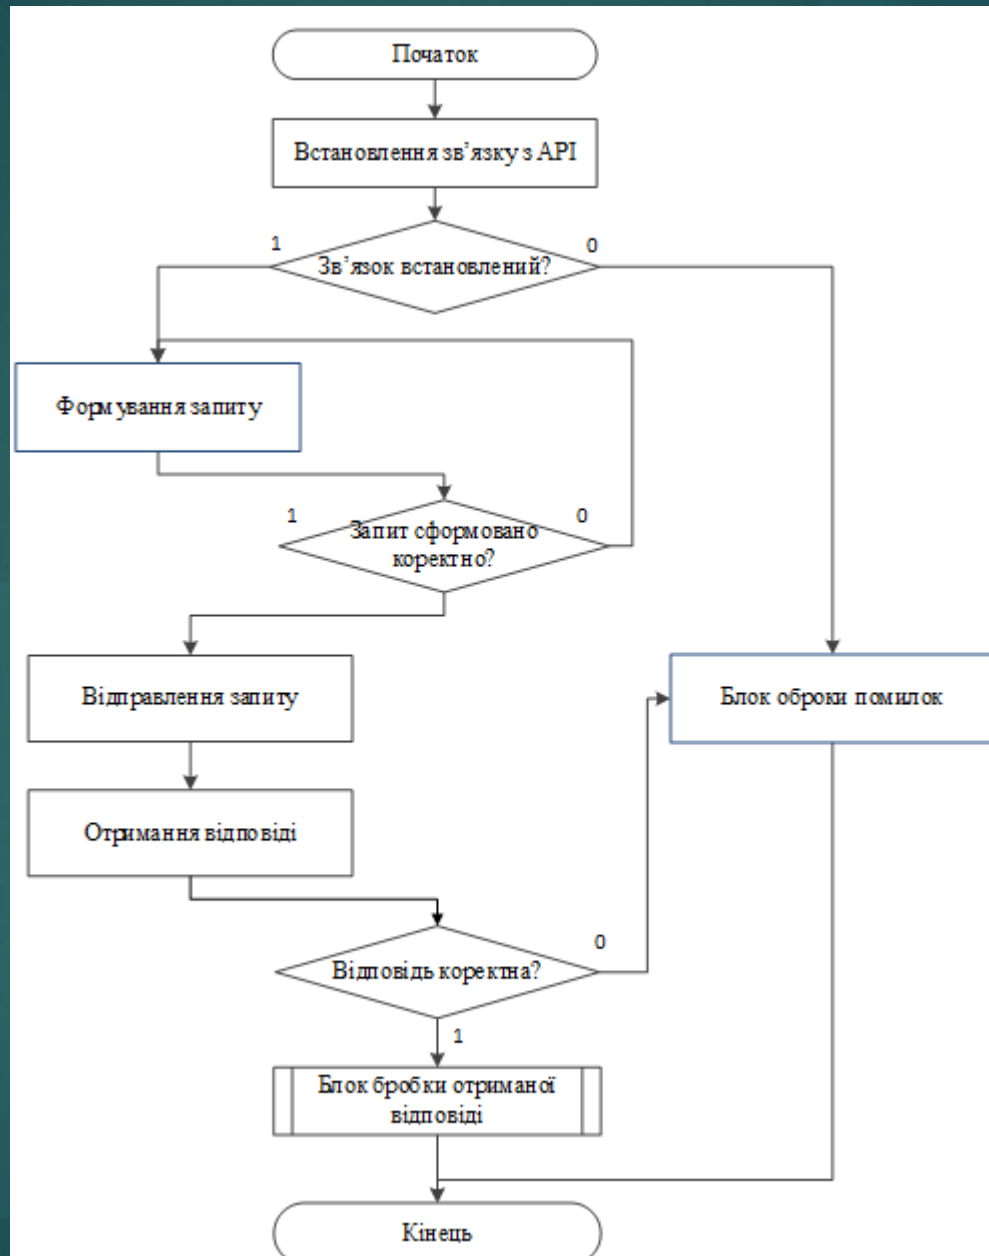 Початок
Встановлення зв’язку з API
1
0
Зв’язок встановлений?
Формування запиту
1
0
Запит сформовано
коректно?
Відправлення запиту
Блок оброки помилок
Отримання відповіді
0
Відповідь коректна?
1
Блок бробки отриманої
відповіді
Кінець